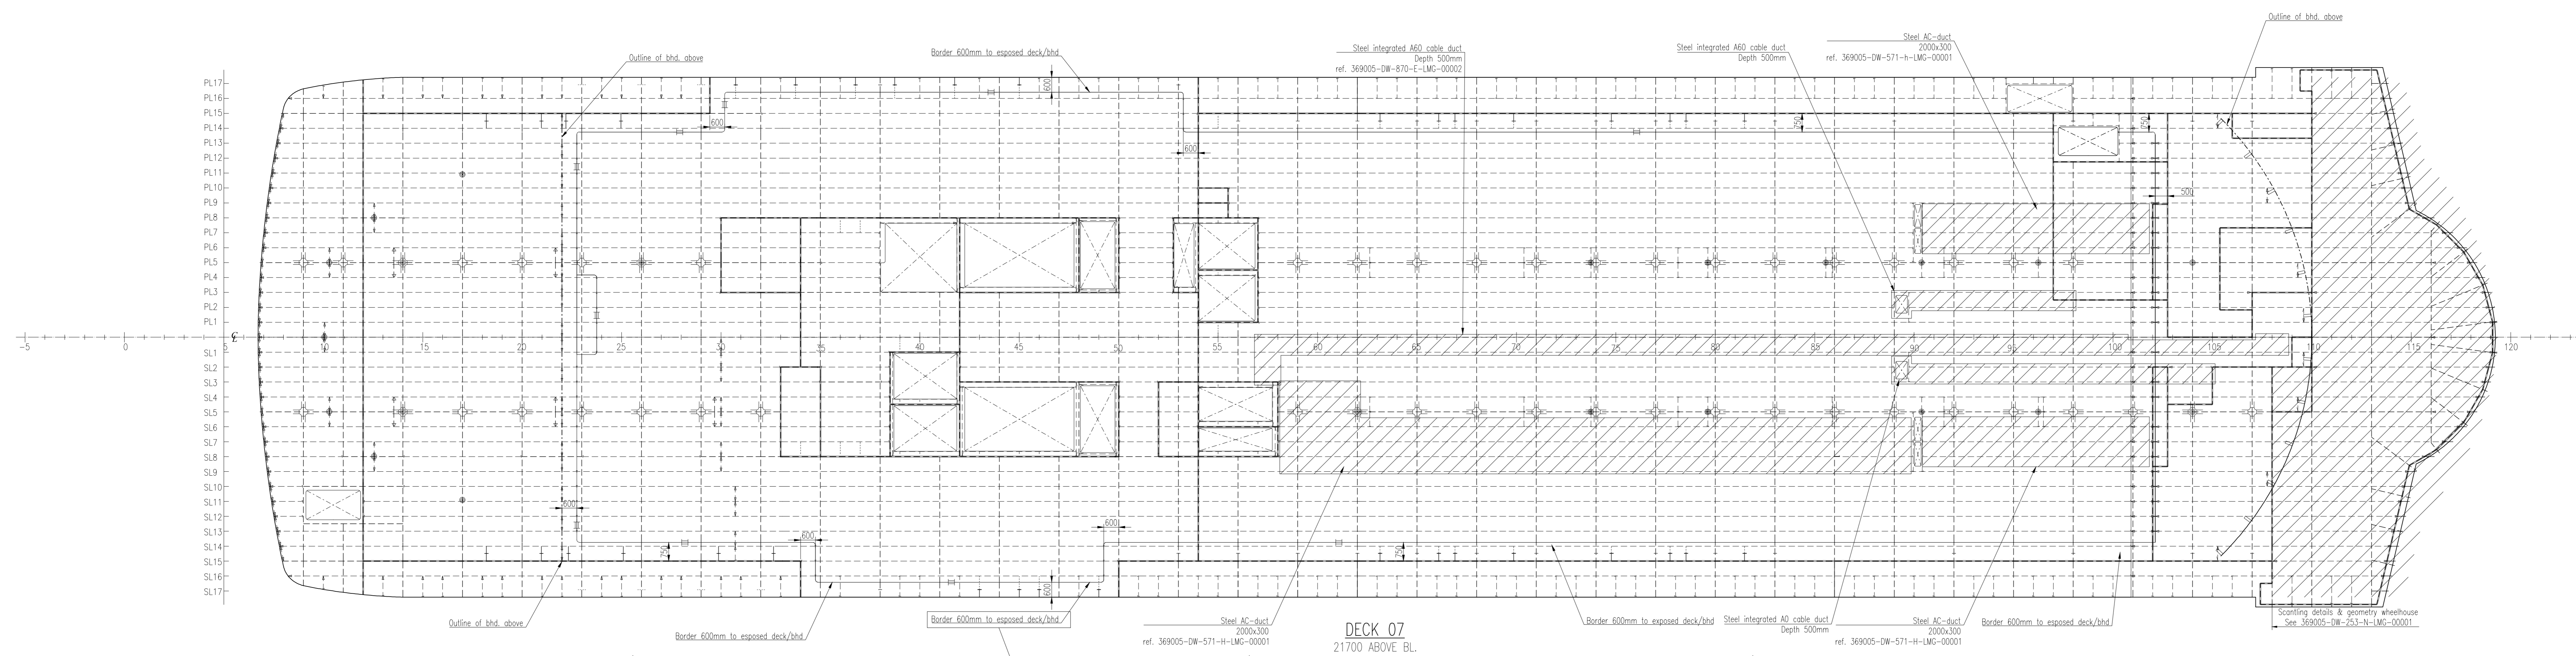 Outline of bhd. above
Steel AC-duct
2000x300
ref. 369005-DW-571-h-LMG-00001
Steel integrated A60 cable duct
Depth 500mm
Steel integrated A60 cable duct
Depth 500mm
ref. 369005-DW-870-E-LMG-00002
Border 600mm to esposed deck/bhd
Outline of bhd. above
PL17
PL16
PL15
PL14
PL13
PL12
PL11
PL10
PL9
PL8
PL7
PL6
PL5
PL4
PL3
PL2
PL1
SL1
SL2
SL3
SL4
SL5
SL6
SL7
SL8
SL9
SL10
SL11
SL12
SL13
SL14
SL15
SL16
SL17
600
600
600
750
750
500
-5 0 5 10 15 20 25 30 35 40 45 50 55 60 65 70 75 80 85 90 95 100 105 110 115 120
600
600
600
750
750
600
Outline of bhd. above
Border 600mm to esposed deck/bhd
Border 600mm to esposed deck/bhd
Steel AC-duct
2000x300
ref. 369005-DW-571-H-LMG-00001
DECK 07
21700 ABOVE BL.
Border 600mm to esposed deck/bhd
Steel integrated A0 cable duct
Depth 500mm
Steel AC-duct
2000x300
ref. 369005-DW-571-H-LMG-00001
Border 600mm to esposed deck/bhd
Scantling details & geometry wheelhouse
See 369005-DW-253-N-LMG-00001